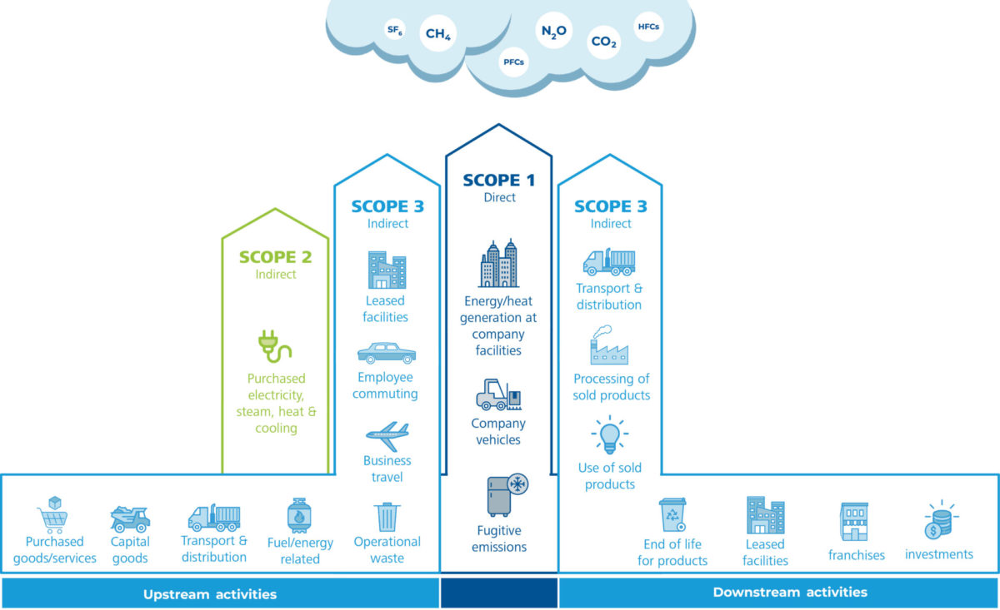 SF6
CH4
N2O
CO2
HFCs
PFCs
SCOPE 2
Indirect
Purchased
electricity,
steam, heat &
cooling
SCOPE 3
Indirect
Leased
facilities
Employee
commuting
Business
travel
SCOPE 1
Direct
Energy/heat
generation at
company
facilities
Company
vehicles
Fugitive
emissions
SCOPE 3
Indirect
Transport &
distribution
Processing of
sold products
Use of sold
products
Purchased
goods/services
Capital
goods
Transport &
distribution
Fuel/energy
related
Operational
waste
End of life
for products
Leased
facilities
franchises
investments
Upstream activities
Downstream activities